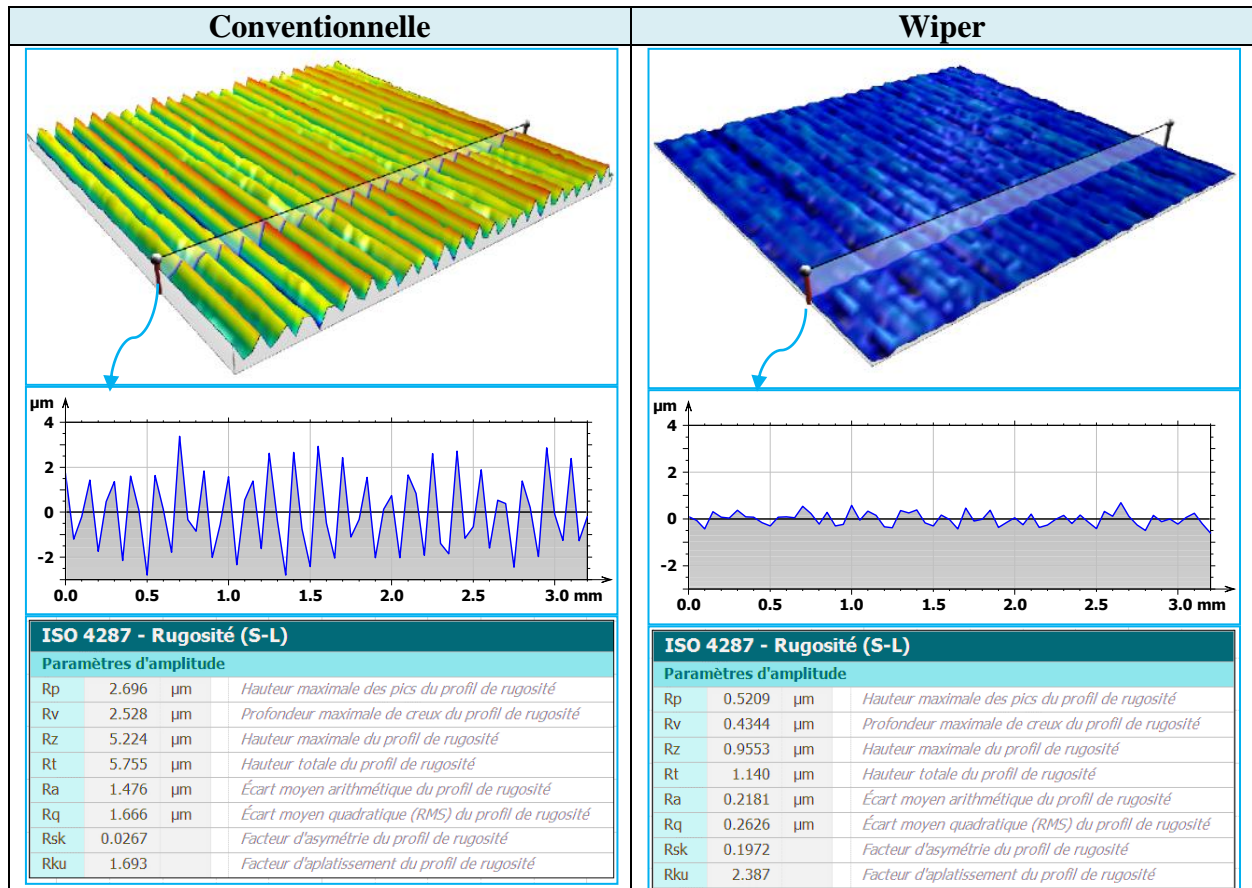 Conventionnelle
Wiper
µm
4
2
0
-2
0.0 0.5 1.0 1.5 2.0 2.5 3.0 mm
ISO 4287 - Rugosité (S-L)
Paramètres d'amplitude
Rp 2.696 µm Hauteur maximale des pics du profil de rugosité
Rv 2.528 µm Profondeur maximale de creux du profil de rugosité
Rz 5.224 µm Hauteur maximale du profil de rugosité
Rt 5.755 µm Hauteur totale du profil de rugosité
Ra 1.476 µm Écart moyen arithmétique du profil de rugosité
Rq 1.666 µm Écart moyen quadratique (RMS) du profil de rugosité
Rsk 0.0267 Facteur d'asymétrie du profil de rugosité
Rku 1.693 Facteur d'aplatissement du profil de rugosité
µm
4
2
0
-2
0.0 0.5 1.0 1.5 2.0 2.5 3.0 mm
ISO 4287 - Rugosité (S-L)
Paramètres d'amplitude
Rp 0.5209 µm Hauteur maximale des pics du profil de rugosité
Rv 0.4344 µm Profondeur maximale de creux du profil de rugosité
Rz 0.9553 µm Hauteur maximale du profil de rugosité
Rt 1.140 µm Hauteur totale du profil de rugosité
Ra 0.2181 µm Écart moyen arithmétique du profil de rugosité
Rq 0.2626 µm Écart moyen quadratique (RMS) du profil de rugosité
Rsk 0.1972 Facteur d'asymétrie du profil de rugosité
Rku 2.387 Facteur d'aplatissement du profil de rugosité